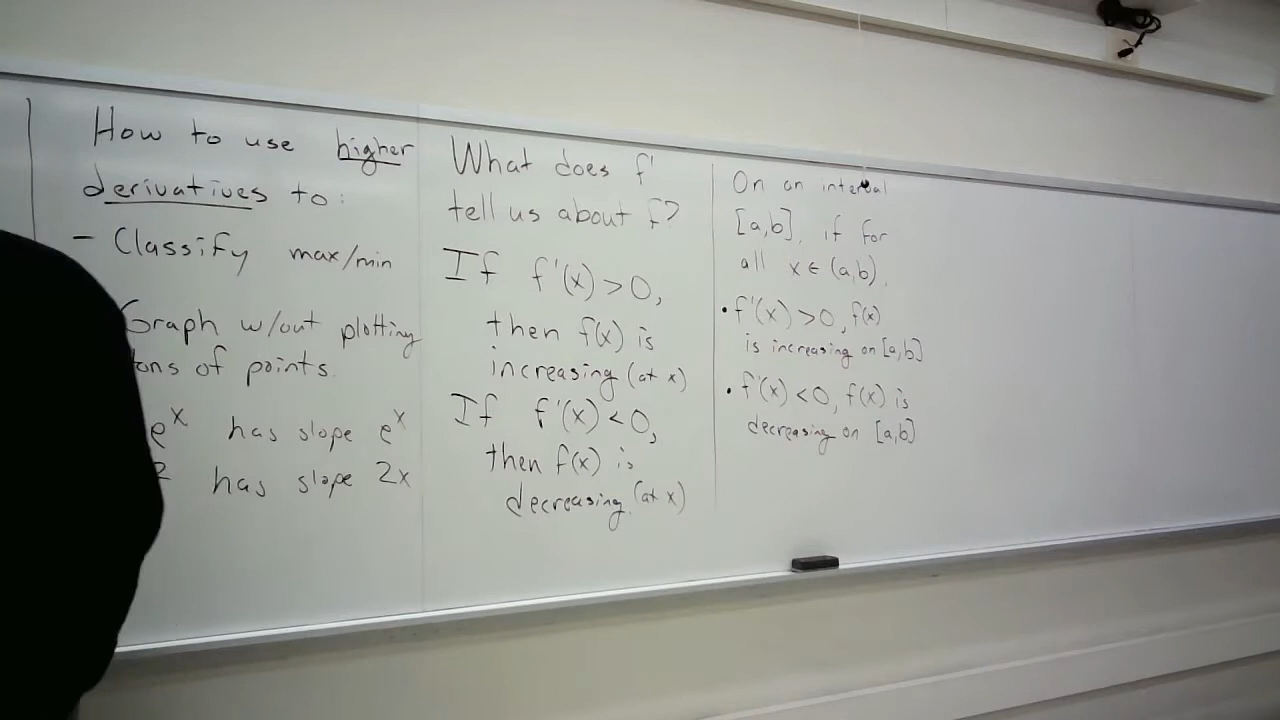 How to use higher
derivatives to:
- Classify max/min
Graph w/out plotting
tons of points.
e^x has slope e^x
2 has slope 2x
What does f'
tell us about f?
If f'(x) > 0,
then f(x) is
increasing (at x)
If f'(x) < 0,
then f(x) is
decreasing (at x)
On an interval
[a,b], if for
all x ∈ (a,b),
• f'(x) > 0, f(x)
is increasing on [a,b]
• f'(x) < 0, f(x) is
decreasing on [a,b]